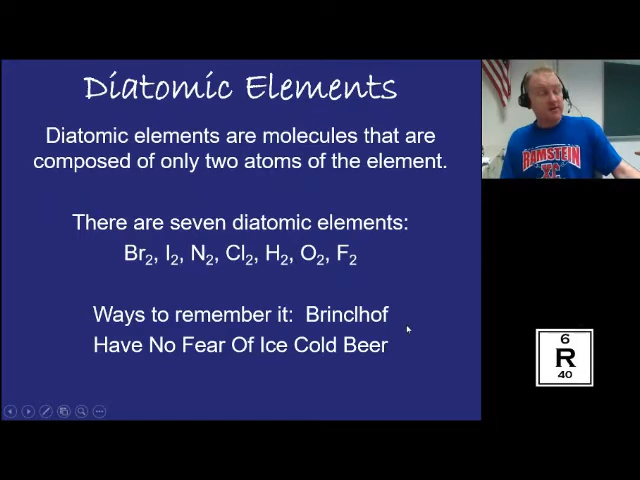 Diatomic Elements
Diatomic elements are molecules that are
composed of only two atoms of the element.
There are seven diatomic elements:
Br₂, I₂, N₂, Cl₂, H₂, O₂, F₂
Ways to remember it: Brinclhof
Have No Fear Of Ice Cold Beer
RAMSTEIN
XC
6
R
40